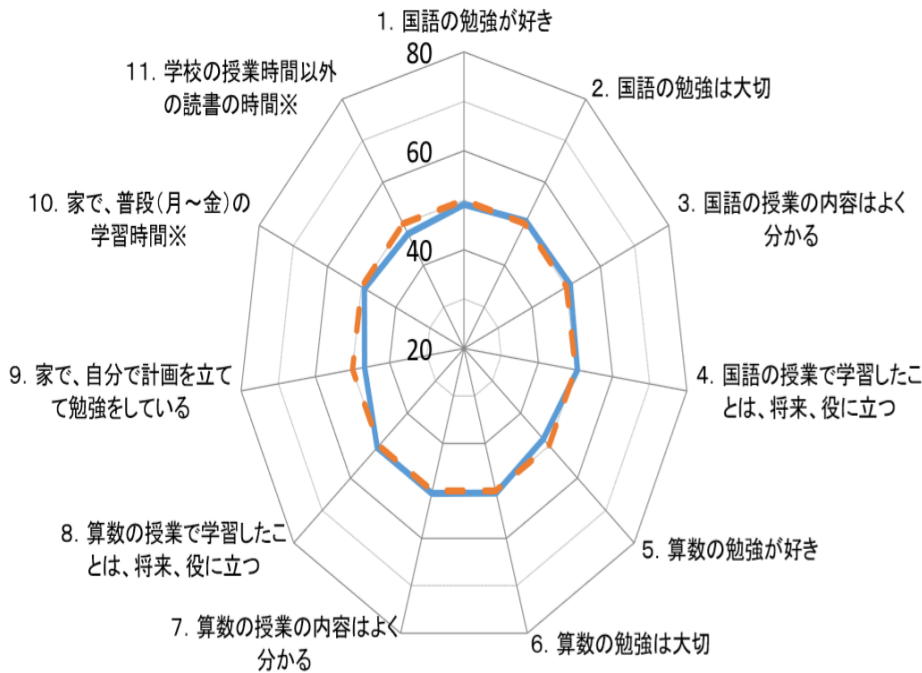 1. 国語の勉強が好き
80
2. 国語の勉強は大切
11. 学校の授業時間以外
の読書の時間※
60
3. 国語の授業の内容はよく
分かる
10. 家で、普段(月～金)の
学習時間※
40
20
4. 国語の授業で学習したこ
とは、将来、役に立つ
9. 家で、自分で計画を立て
て勉強をしている
5. 算数の勉強が好き
8. 算数の授業で学習したこ
とは、将来、役に立つ
6. 算数の勉強は大切
7. 算数の授業の内容はよく
分かる